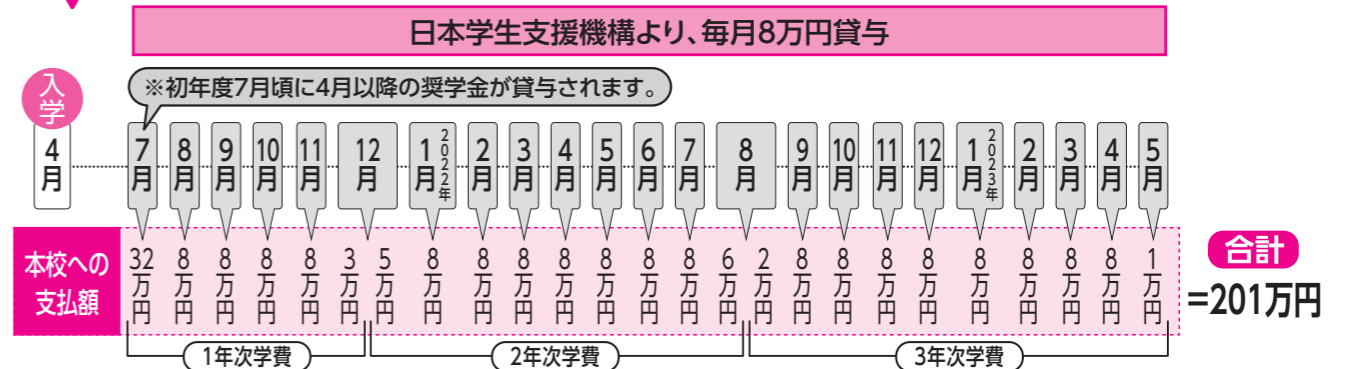 日本学生支援機構より、毎月8万円貸与
入学
※初年度7月頃に4月以降の奨学金が貸与されます。
4月 7月 8月 9月 10月 11月 12月 1月 2022年 2月 3月 4月 5月 6月 7月 8月 9月 10月 11月 12月 1月 2023年 2月 3月 4月 5月
本校への
支払額
32万円 8万円 8万円 8万円 8万円 3万円 5万円 8万円 8万円 8万円 8万円 8万円 8万円 8万円 6万円 2万円 8万円 8万円 8万円 8万円 8万円 8万円 8万円 8万円 1万円
合計
=201万円
1年次学費 2年次学費 3年次学費